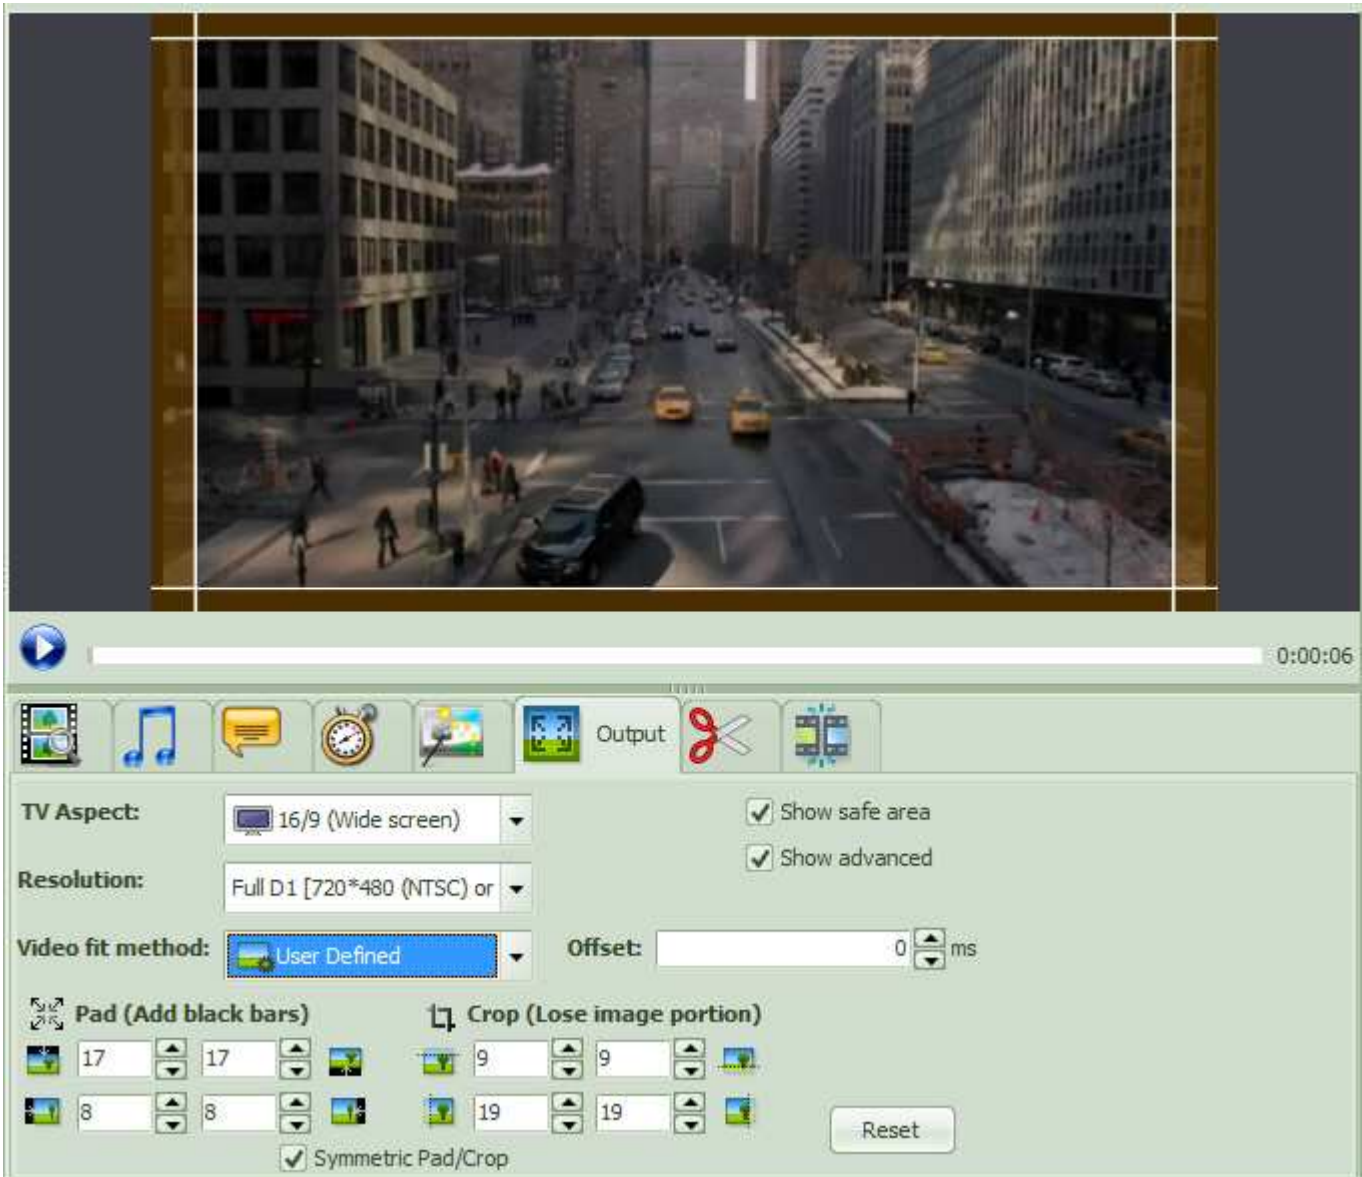 0:00:06
Output
TV Aspect: 16/9 (Wide screen) Show safe area
Show advanced
Resolution: Full D1 [720*480 (NTSC) or
Video fit method: User Defined Offset: 0 ms
Pad (Add black bars) Crop (Lose image portion)
17 17 9 9
8 8 19 19 Reset
Symmetric Pad/Crop